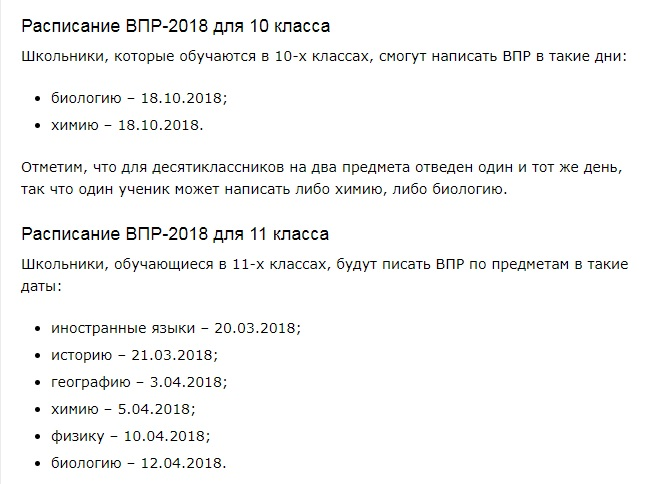 Расписание ВПР-2018 для 10 класса
Школьники, которые обучаются в 10-х классах, смогут написать ВПР в такие дни:
• биологию – 18.10.2018;
• химию – 18.10.2018.
Отметим, что для десятиклассников на два предмета отведен один и тот же день,
так что один ученик может написать либо химию, либо биологию.
Расписание ВПР-2018 для 11 класса
Школьники, обучающиеся в 11-х классах, будут писать ВПР по предметам в такие
даты:
• иностранные языки – 20.03.2018;
• историю – 21.03.2018;
• географию – 3.04.2018;
• химию – 5.04.2018;
• физику – 10.04.2018;
• биологию – 12.04.2018.